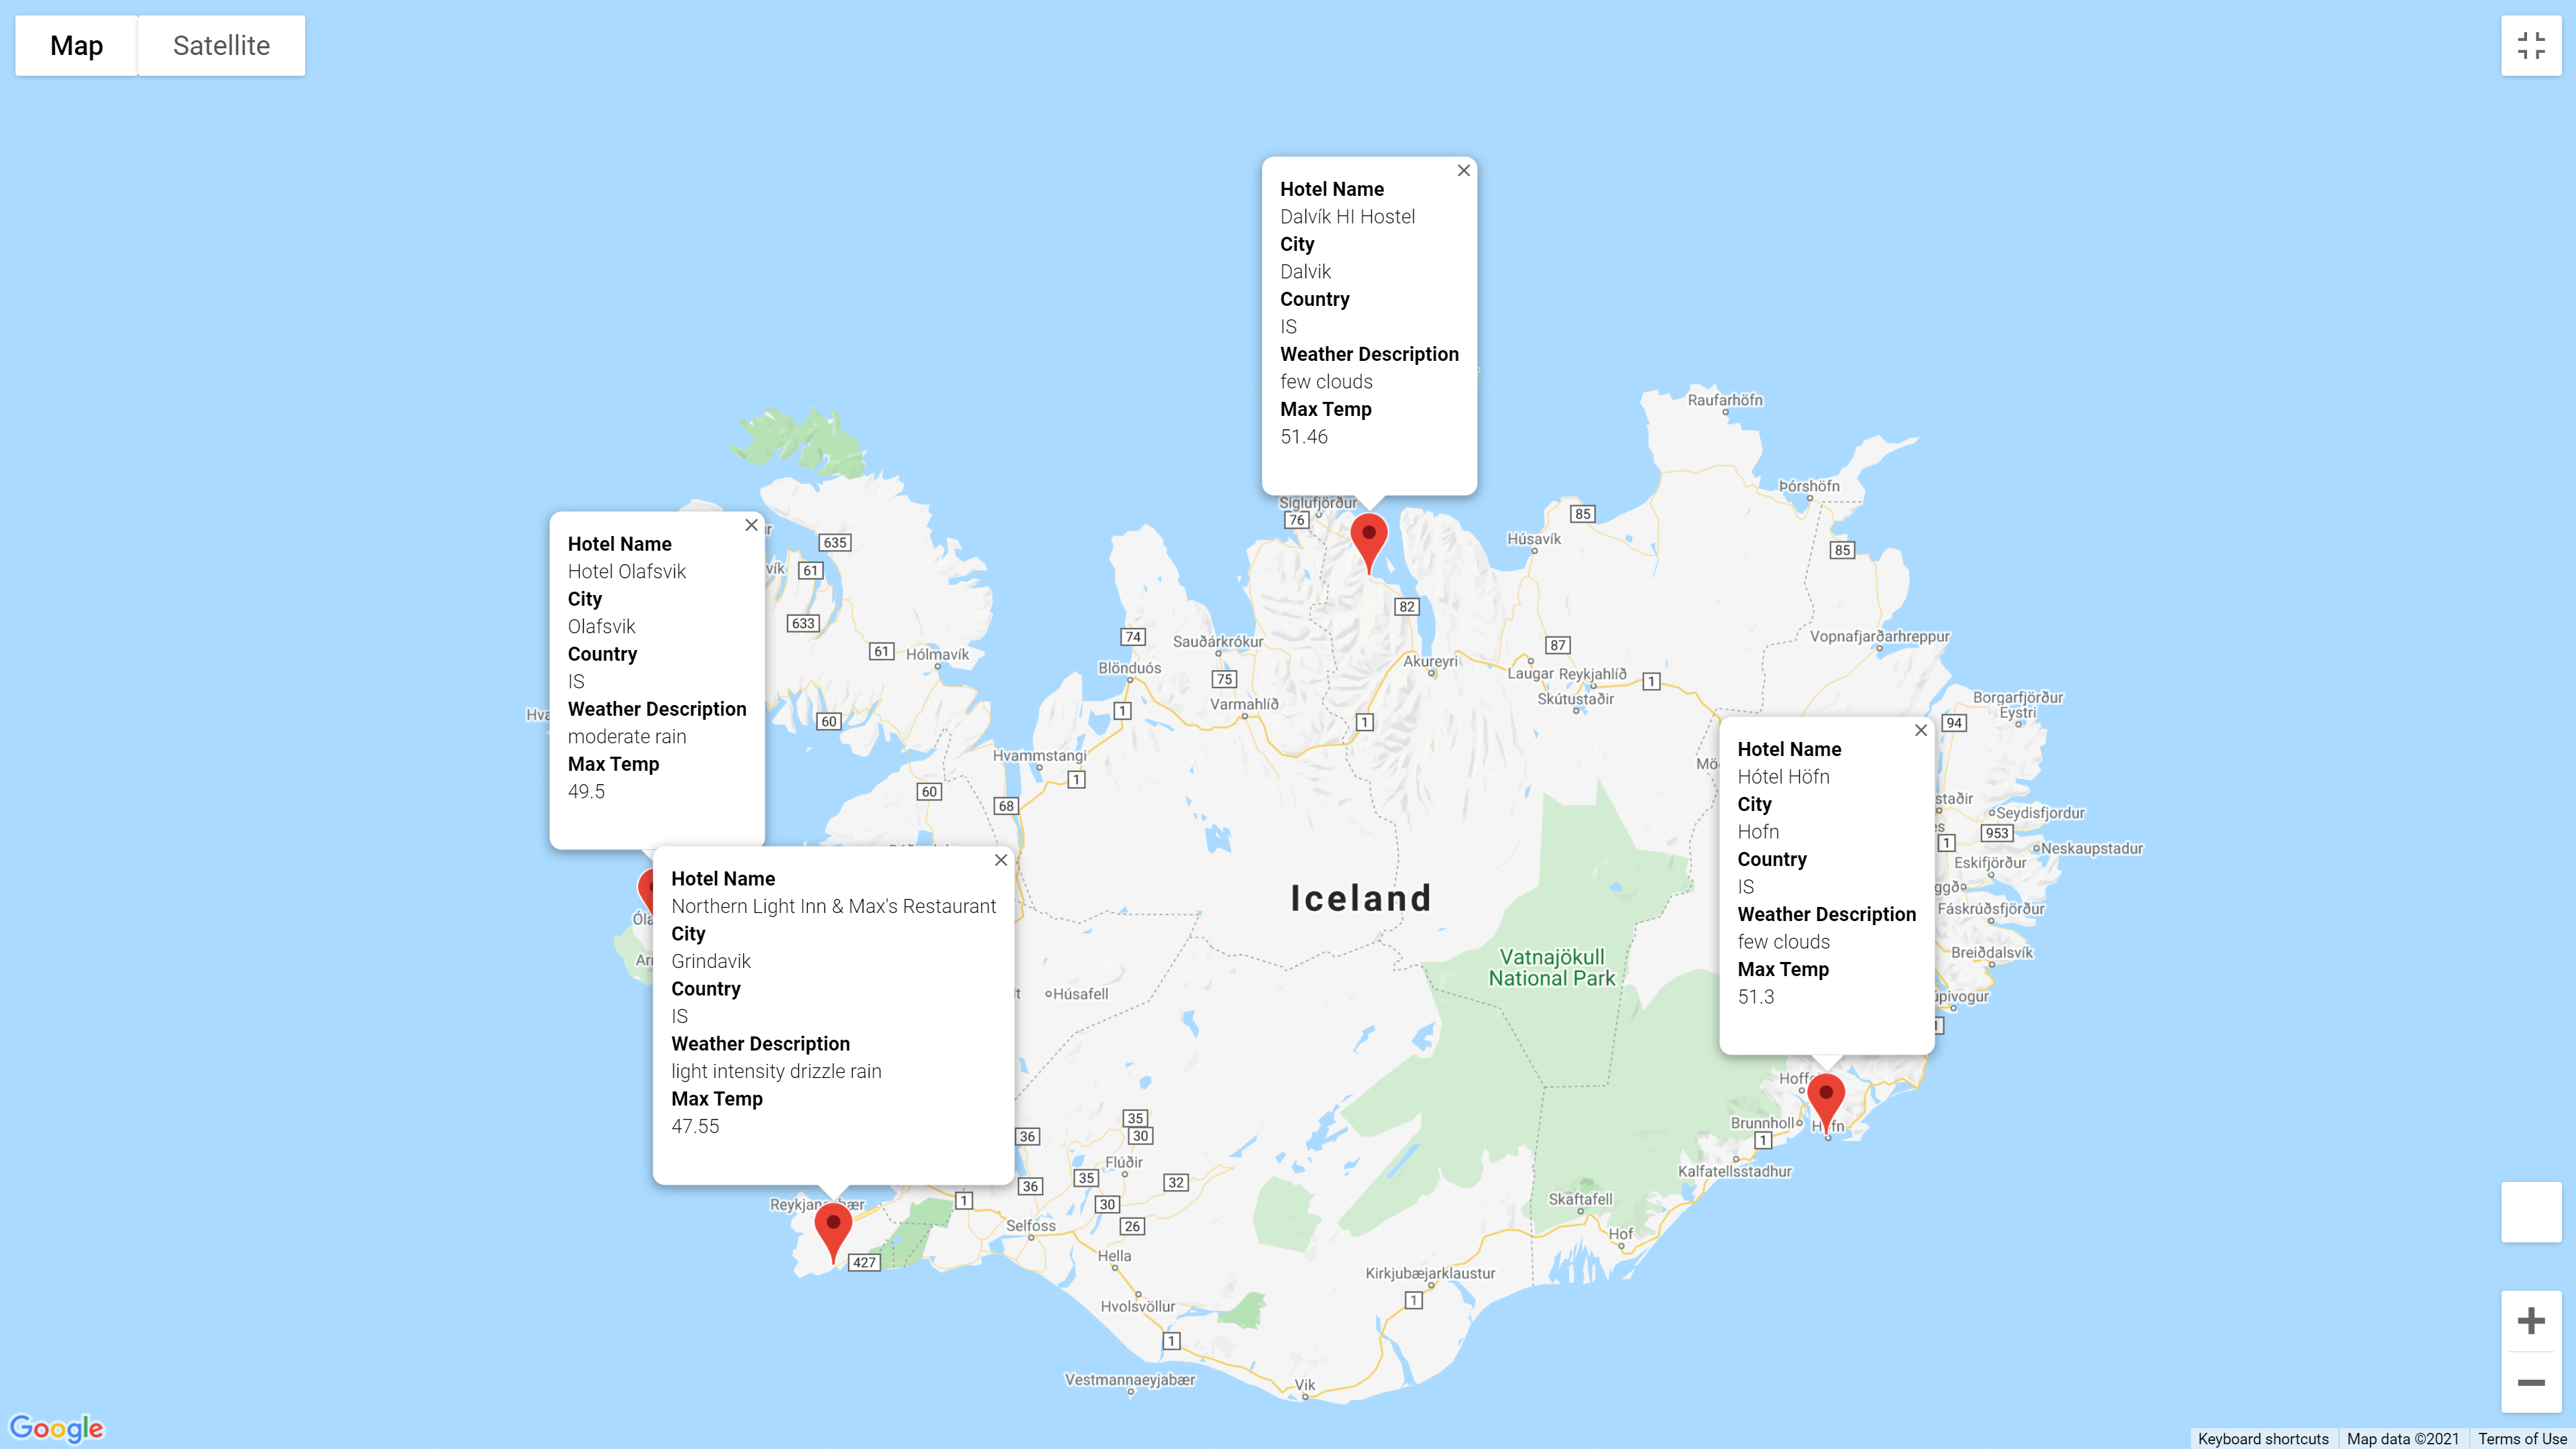 Map
Satellite
Hotel Name
Dalvík HI Hostel
City
Dalvik
Country
IS
Weather Description
few clouds
Max Temp
51.46
Hotel Name
Hotel Olafsvik
City
Olafsvik
Country
IS
Weather Description
moderate rain
Max Temp
49.5
Hotel Name
Northern Light Inn & Max's Restaurant
City
Grindavik
Country
IS
Weather Description
light intensity drizzle rain
Max Temp
47.55
Hotel Name
Hótel Höfn
City
Hofn
Country
IS
Weather Description
few clouds
Max Temp
51.3
Raufarhöfn
Þórshöfn
Siglufjörður
76
85
Húsavík
85
635
61
633
61
Hólmavík
60
82
74
Sauðárkrókur
Blönduós
75
Varmahlíð
1
Akureyri
1
87
Laugar
Reykjahlíð
1
Skútustaðir
Vopnafjarðarhreppur
Borgarfjörður
Eystri
94
Hvammstangi
1
60
68
Seydisfjordur
953
1
Neskaupstadur
Eskifjörður
Fáskrúðsfjörður
Breiðdalsvík
Iceland
Vatnajökull
National Park
Húsafell
Brunnholl
1
Kalfatellsstadhur
Skaftafell
Hof
35
30
36
Flúðir
35
36
32
30
26
1
Selfoss
427
Hella
Hvolsvöllur
1
Kirkjubæjarklaustur
1
Vestmannaeyjabær
Vik
Google
Keyboard shortcuts
Map data ©2021
Terms of Use